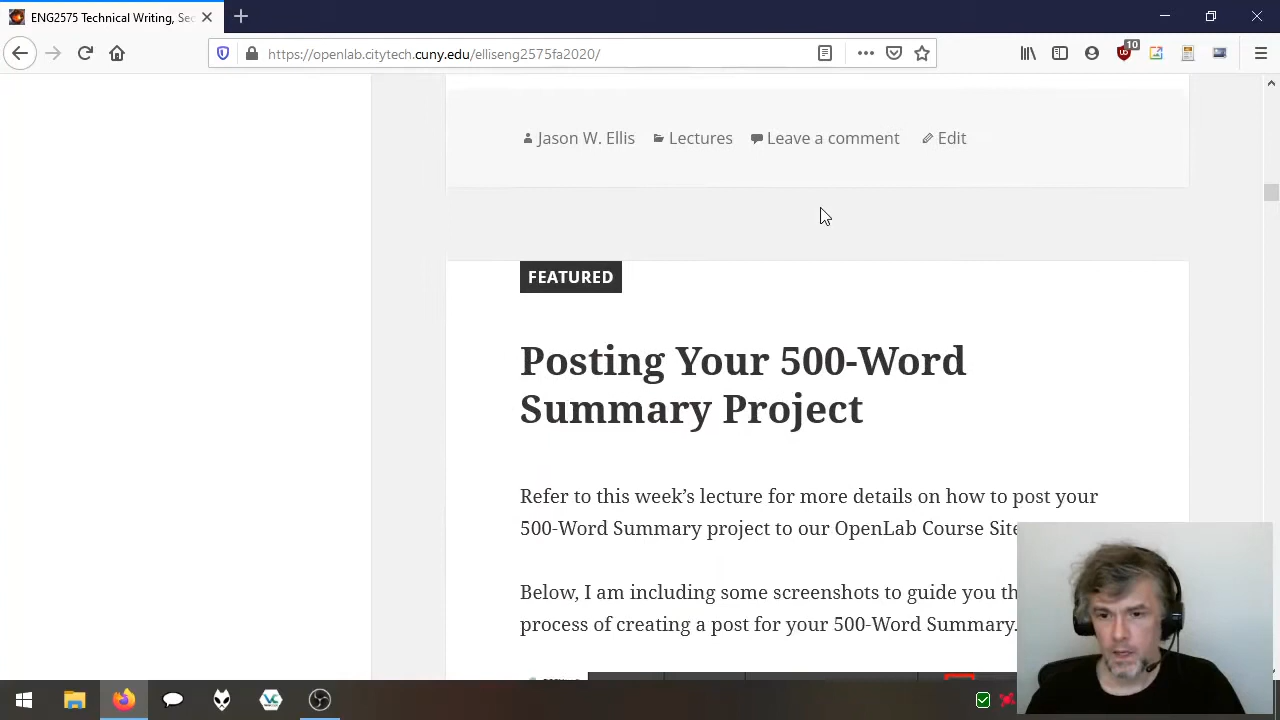 ENG2575 Technical Writing, Sec
https://openlab.citytech.cuny.edu/elliseng2575fa2020/
10
Jason W. Ellis Lectures Leave a comment Edit
FEATURED
Posting Your 500-Word
Summary Project
Refer to this week's lecture for more details on how to post your
500-Word Summary project to our OpenLab Course Site
Below, I am including some screenshots to guide you th
process of creating a post for your 500-Word Summary.